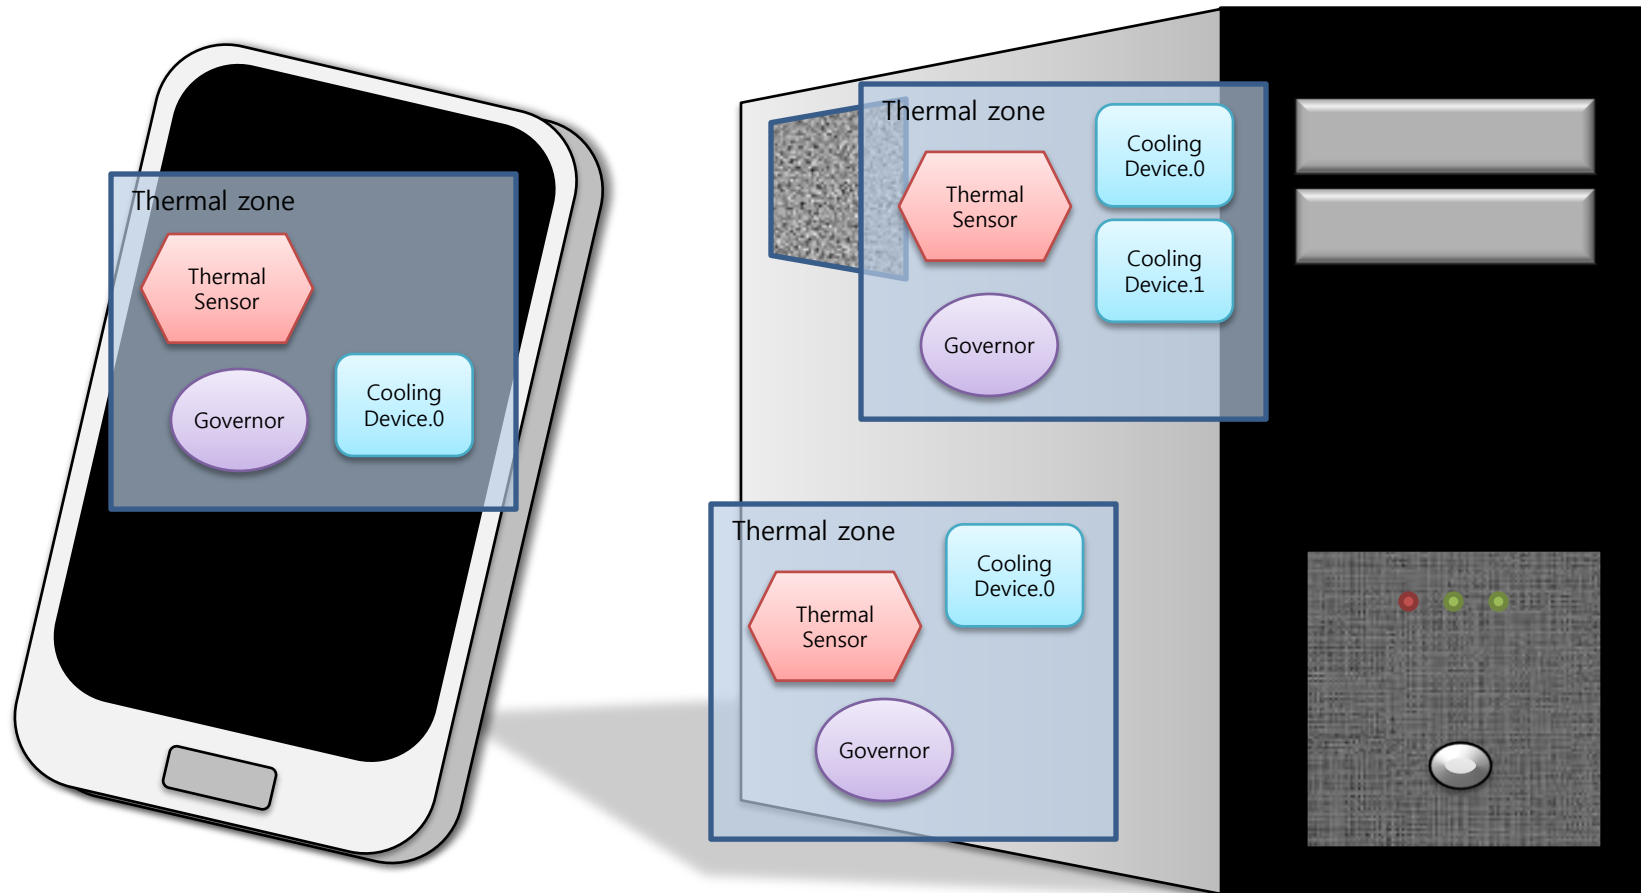 Thermal zone
Thermal
Sensor
Governor
Cooling
Device.0
Thermal zone
Cooling
Device.0
Thermal
Sensor
Cooling
Device.1
Governor
Thermal zone
Cooling
Device.0
Thermal
Sensor
Governor